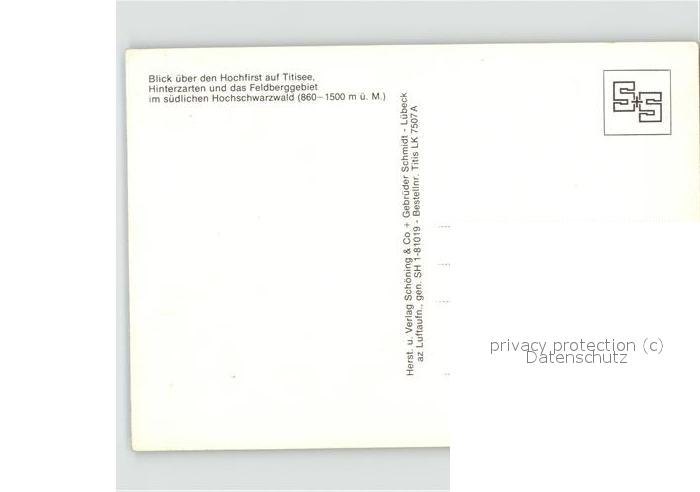 Blick über den Hochfirst auf Titisee,
Hinterzarten und das Feldberggebiet
im südlichen Hochschwarzwald (860–1500 m ü. M.)
Herst. u. Verlag Schöning & Co + Gebrüder Schmidt - Lübeck
az Luftaufn., gen. SH 1-81019 - Bestellnr. Titis LK 7507 A
S+S
privacy protection (c)
Datenschutz